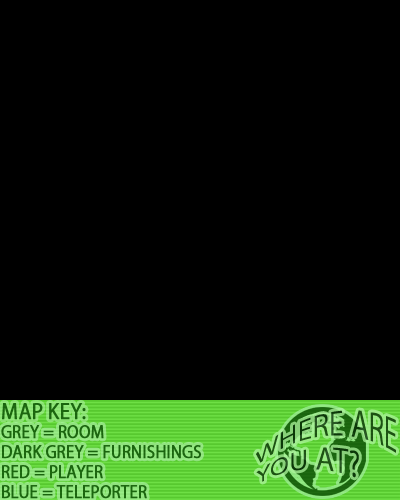 MAP KEY:
GREY = ROOM
DARK GREY = FURNISHINGS
RED = PLAYER
BLUE = TELEPORTER
WHERE ARE
YOU AT?